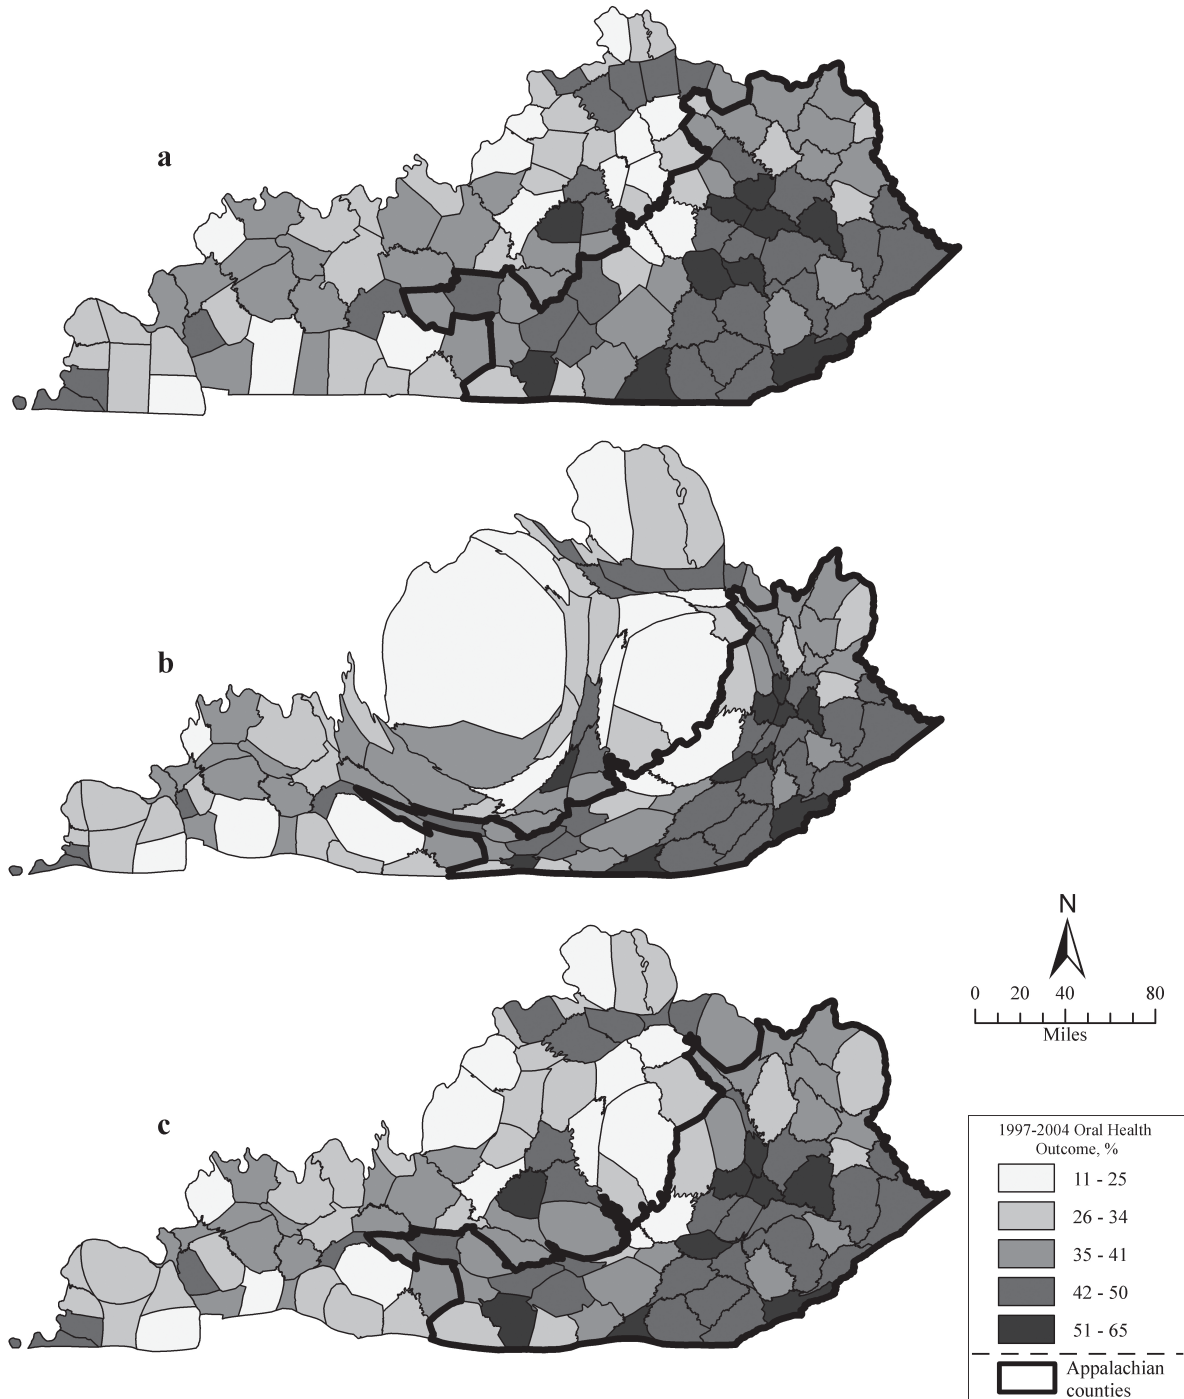 a
b
N
0 20 40 80
Miles
c
1997-2004 Oral Health
Outcome, %
11 - 25
26 - 34
35 - 41
42 - 50
51 - 65
Appalachian
counties